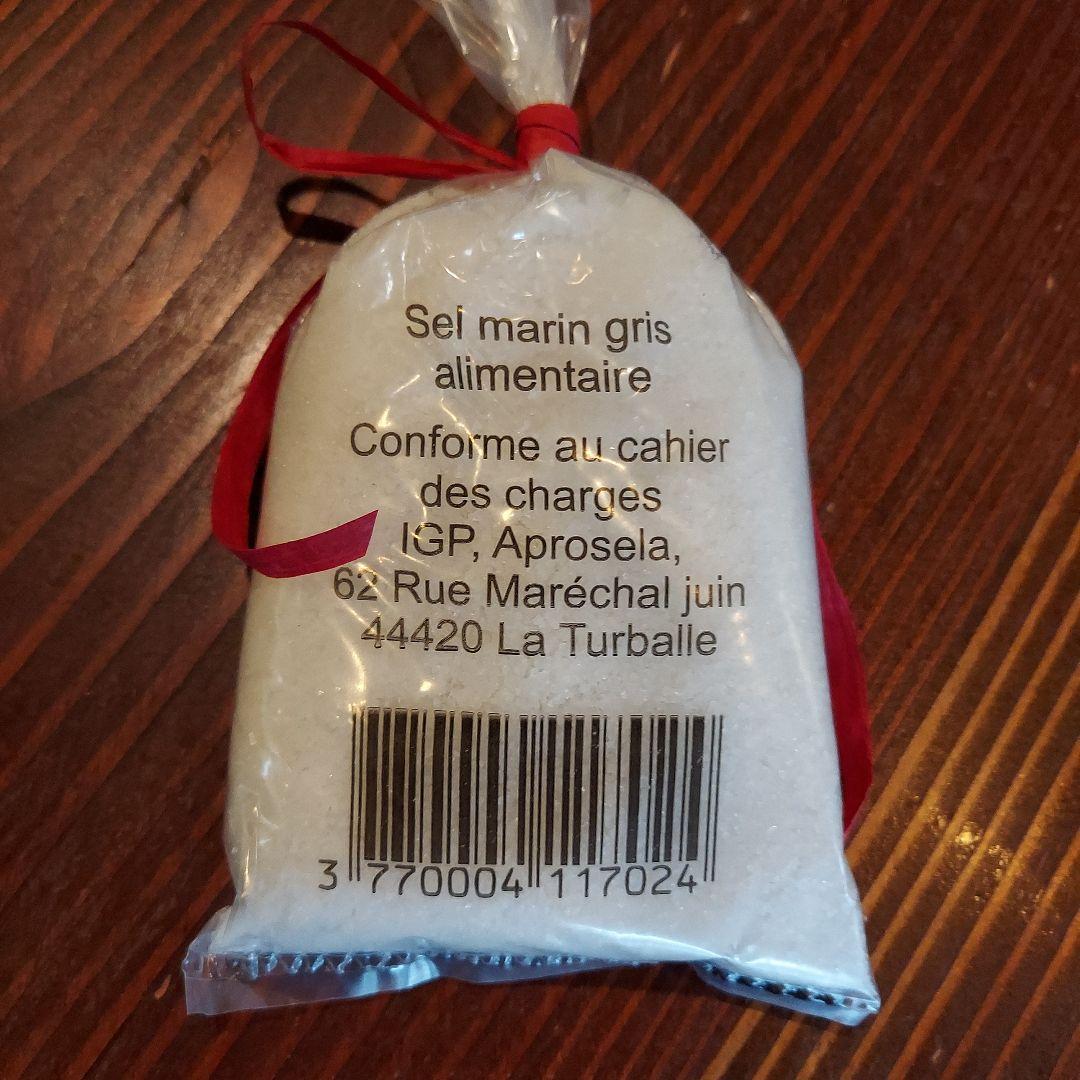 Sel marin gris
alimentaire
Conforme au cahier
des charges
IGP, Aprosela,
62 Rue Maréchal juin
44420 La Turballe
3 770004 117024